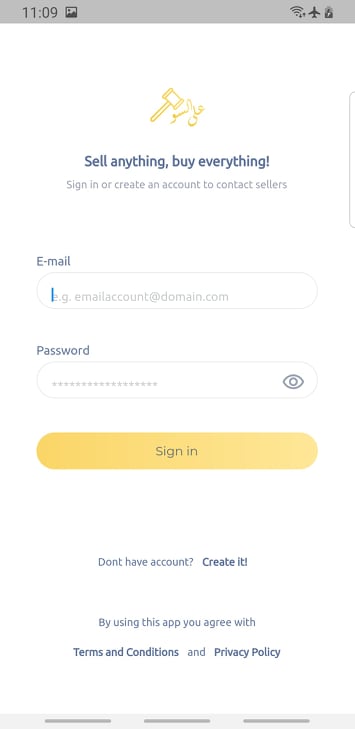 11:09
على السوم
Sell anything, buy everything!
Sign in or create an account to contact sellers
E-mail
e.g. emailaccount@domain.com
Password
******************
Sign in
Dont have account? Create it!
By using this app you agree with
Terms and Conditions and Privacy Policy